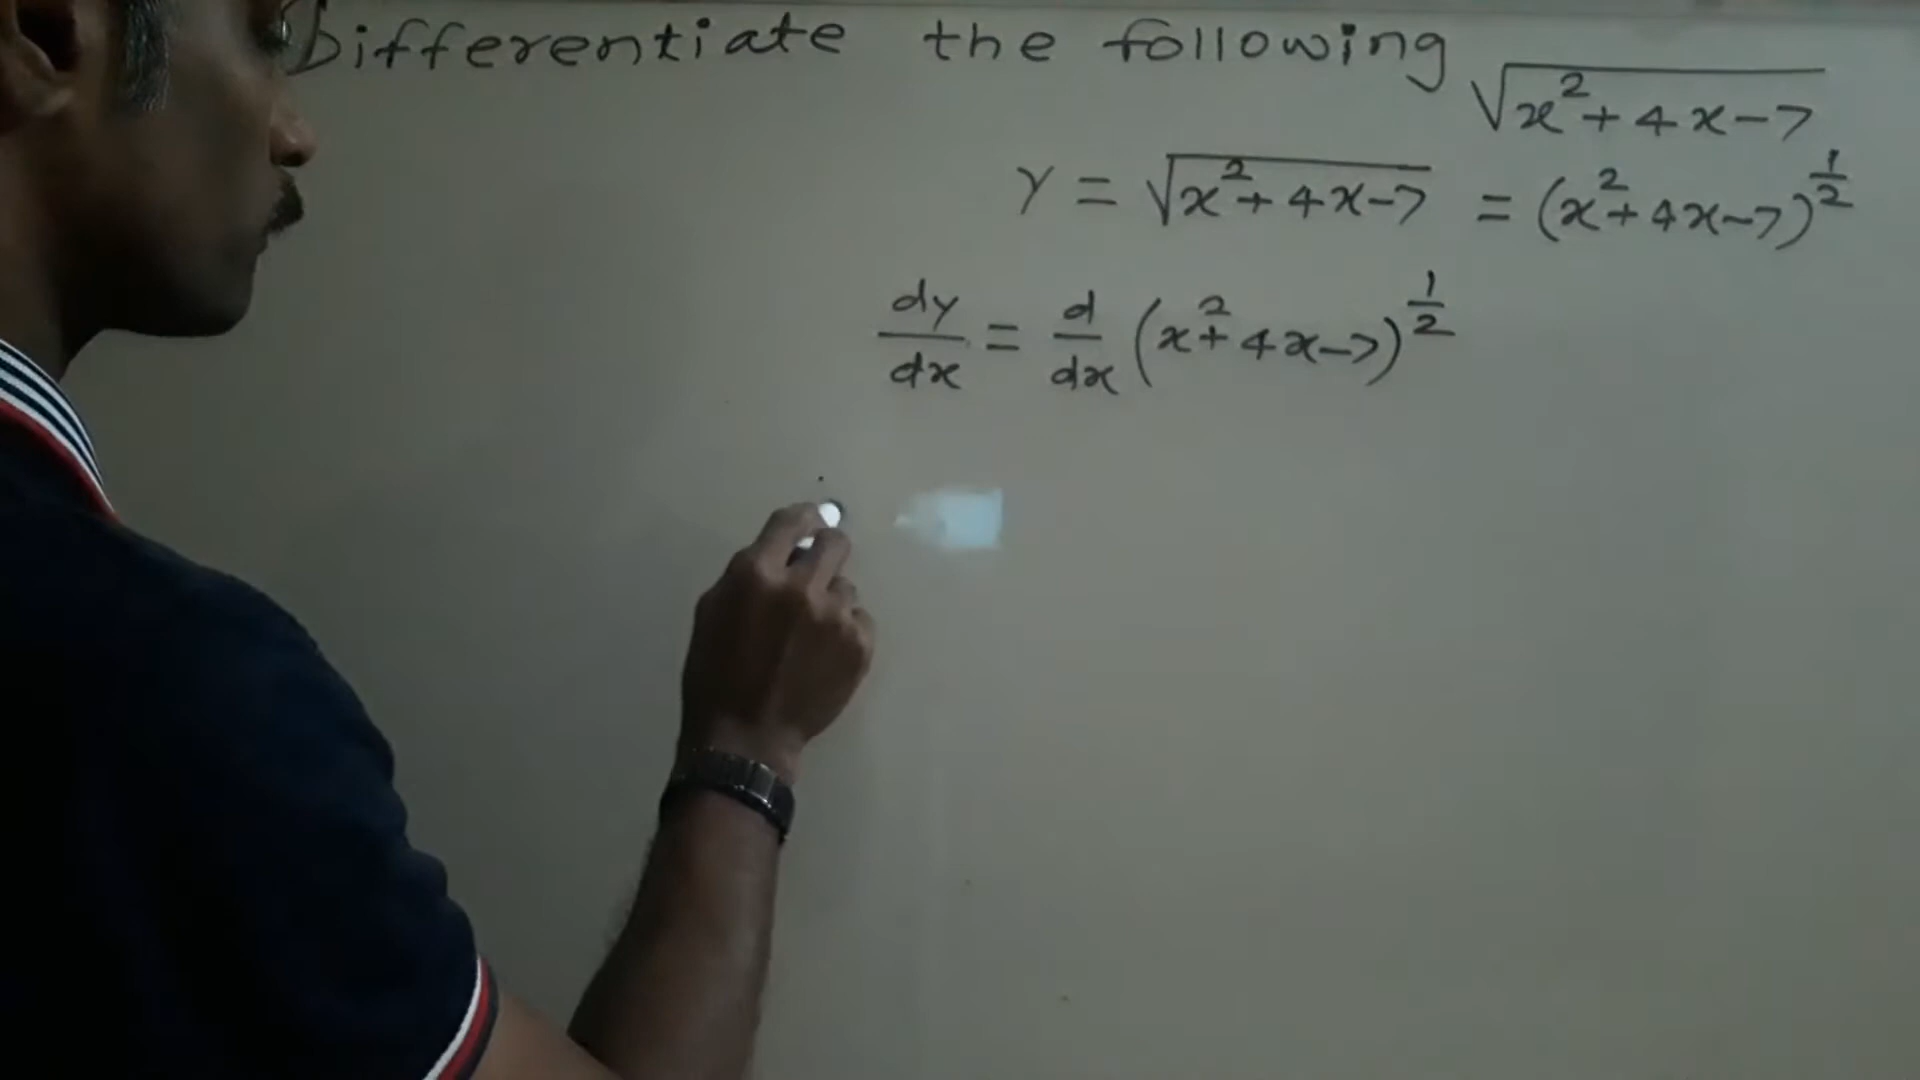 Differentiate the following √(x²+4x-7)
y = √(x²+4x-7) = (x²+4x-7)^(1/2)
dy/dx = d/dx (x²+4x-7)^(1/2)